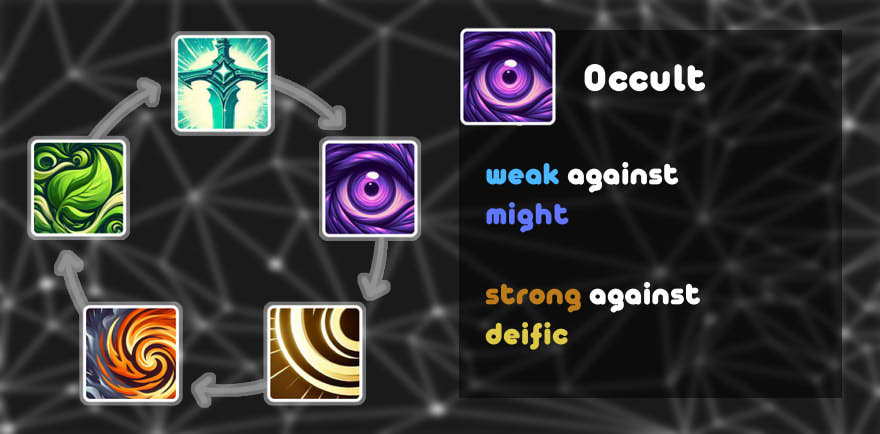 Occult
weak against
might
strong against
deific